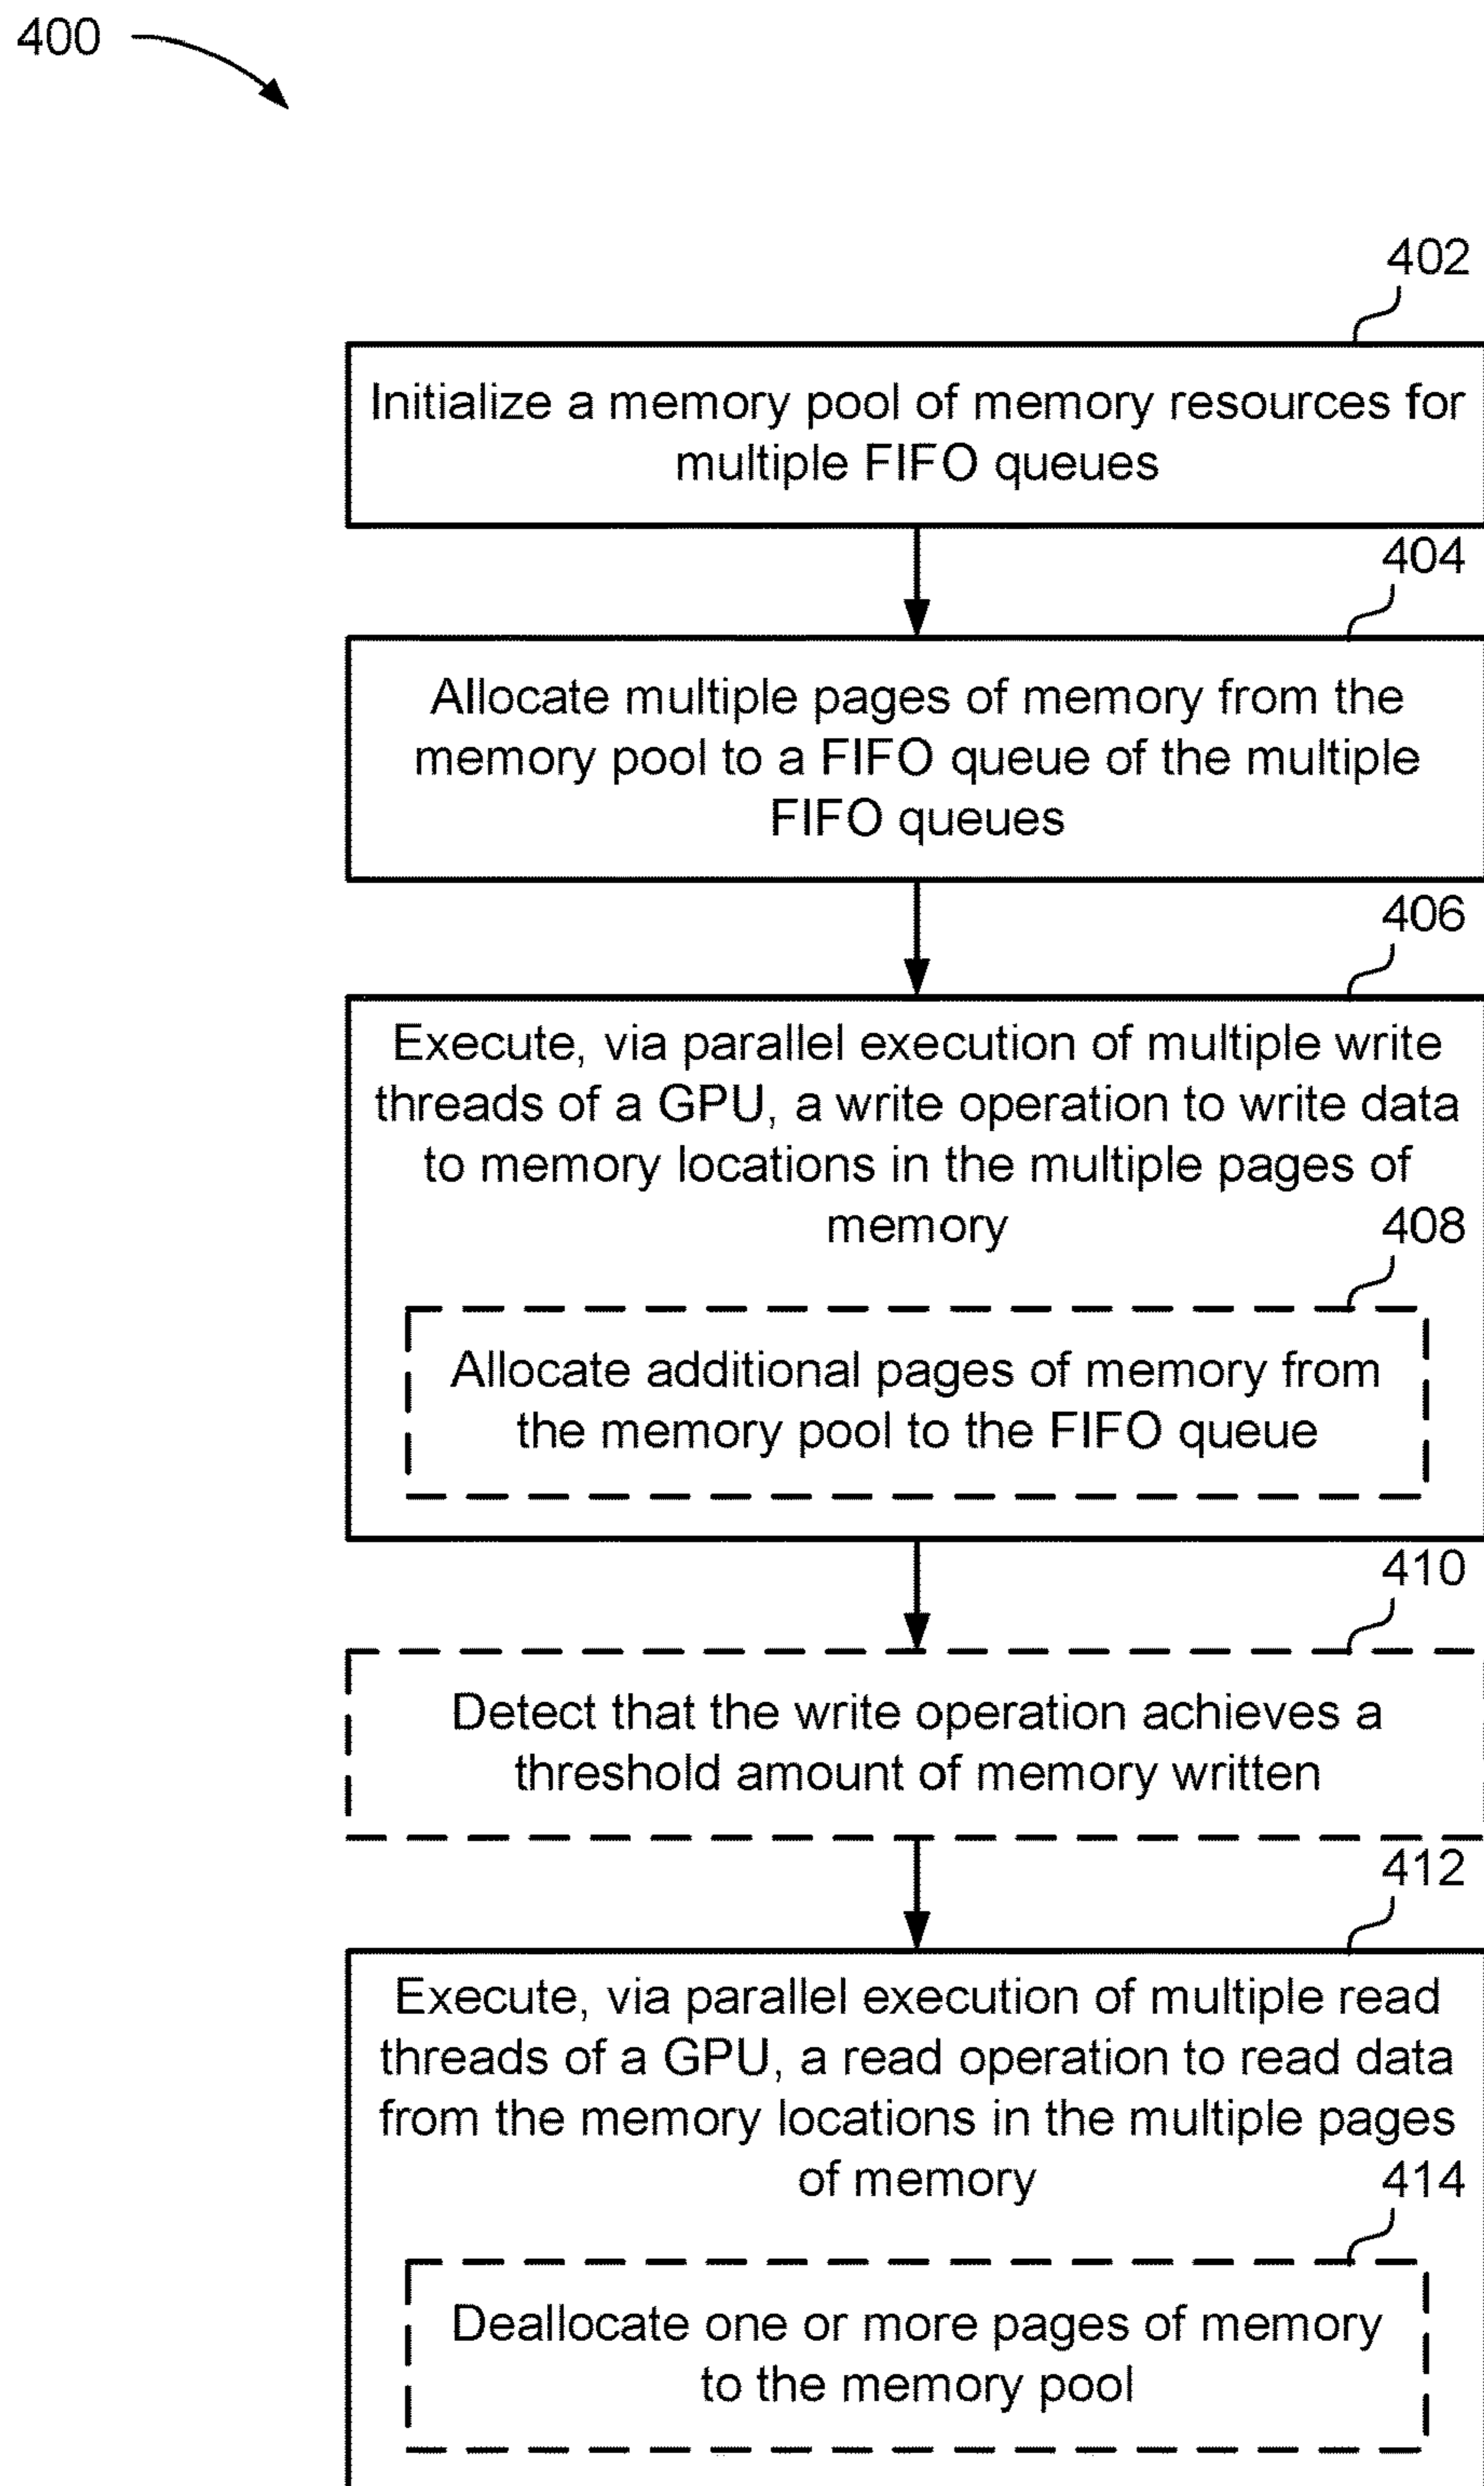 400
402
Initialize a memory pool of memory resources for
multiple FIFO queues
404
Allocate multiple pages of memory from the
memory pool to a FIFO queue of the multiple
FIFO queues
406
Execute, via parallel execution of multiple write
threads of a GPU, a write operation to write data
to memory locations in the multiple pages of
memory
408
Allocate additional pages of memory from
the memory pool to the FIFO queue
410
Detect that the write operation achieves a
threshold amount of memory written
412
Execute, via parallel execution of multiple read
threads of a GPU, a read operation to read data
from the memory locations in the multiple pages
of memory
414
Deallocate one or more pages of memory
to the memory pool